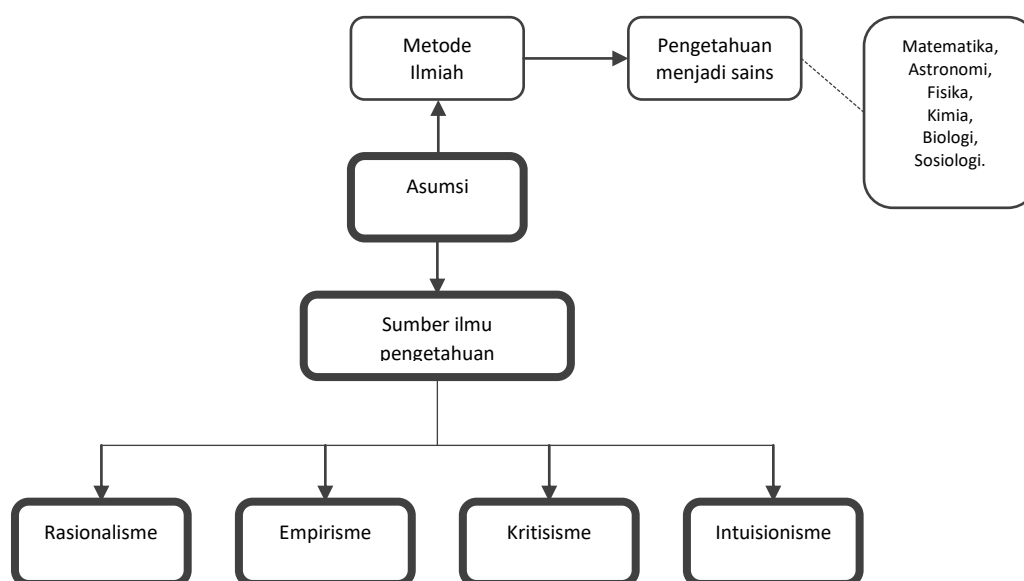 Metode
Ilmiah
Pengetahuan
menjadi sains
Matematika,
Astronomi,
Fisika,
Kimia,
Biologi,
Sosiologi.
Asumsi
Sumber ilmu
pengetahuan
Rasionalisme
Empirisme
Kritisisme
Intuisionisme